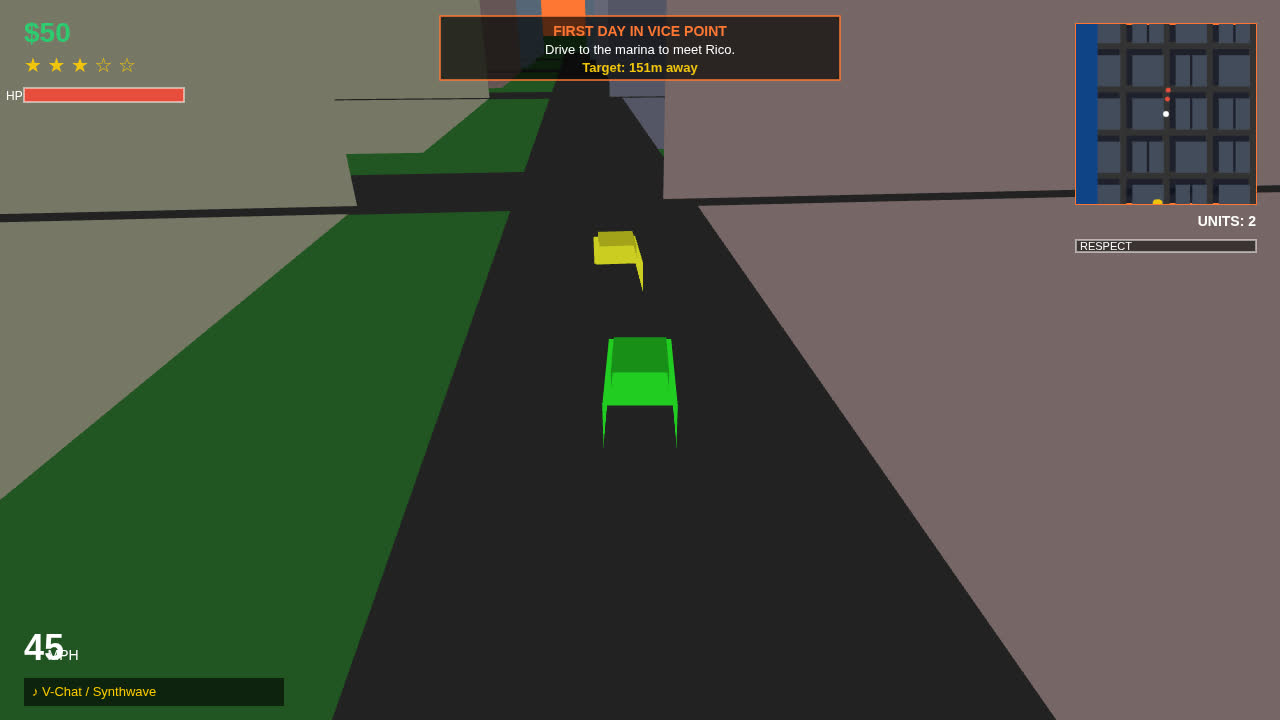 $50
★ ★ ★ ☆ ☆
HP
FIRST DAY IN VICE POINT
Drive to the marina to meet Rico.
Target: 151m away
UNITS: 2
RESPECT
45 MPH
♪ V-Chat / Synthwave